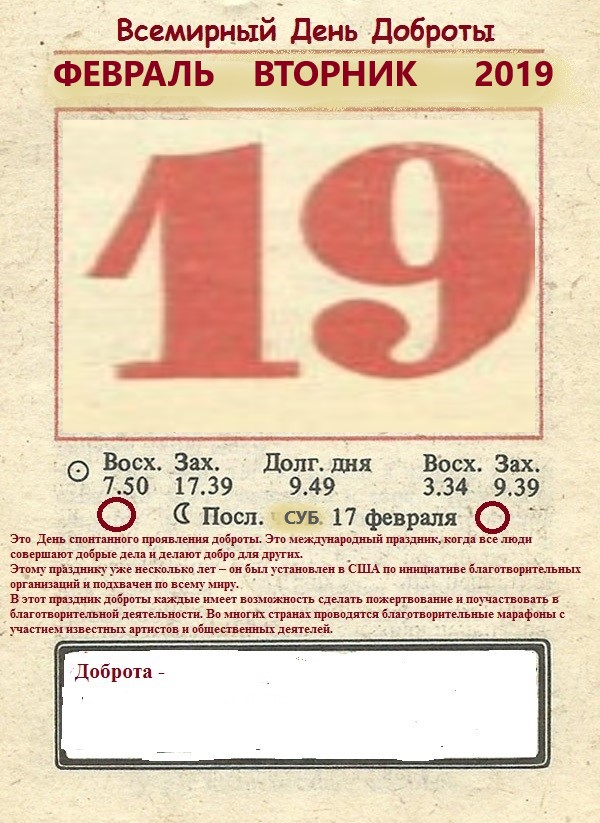 Всемирный День Доброты
ФЕВРАЛЬ ВТОРНИК 2019
19
Восх. Зах. Долг. дня Восх. Зах.
7.50 17.39 9.49 3.34 9.39
Посл. СУБ. 17 февраля
Это День спонтанного проявления доброты. Это международный праздник, когда все люди
совершают добрые дела и делают добро для других.
Этому празднику уже несколько лет – он был установлен в США по инициативе благотворительных
организаций и подхвачен по всему миру.
В этот праздник доброты каждые имеет возможность сделать пожертвование и поучаствовать в
благотворительной деятельности. Во многих странах проводятся благотворительные марафоны с
участием известных артистов и общественных деятелей.
Доброта -